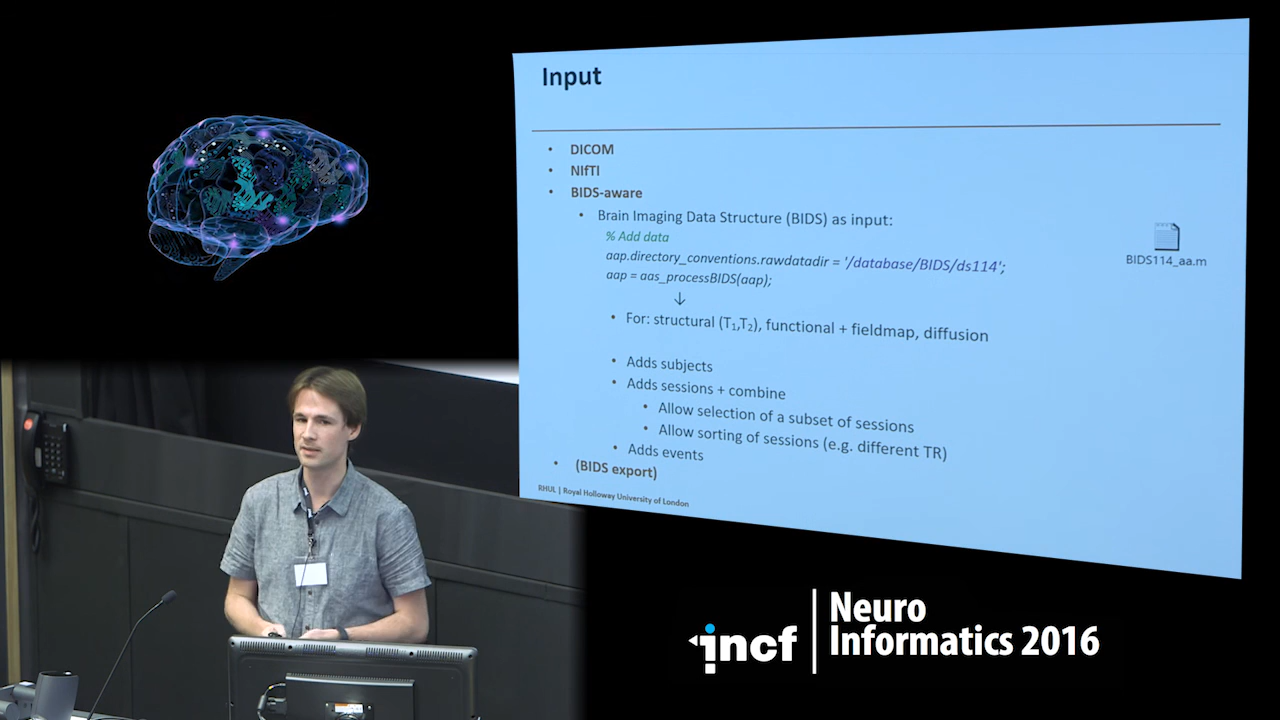 Input
• DICOM
• NIfTI
• BIDS-aware
• Brain Imaging Data Structure (BIDS) as input:
% Add data
aap.directory_conventions.rawdatadir = '/database/BIDS/ds114';
aap = aas_processBIDS(aap);
↓
• For: structural (T₁,T₂), functional + fieldmap, diffusion
• Adds subjects
• Adds sessions + combine
• Allow selection of a subset of sessions
• Allow sorting of sessions (e.g. different TR)
• Adds events
• (BIDS export)
BIDS114_aa.m
RHUL | Royal Holloway University of London
incf
Neuro
Informatics 2016